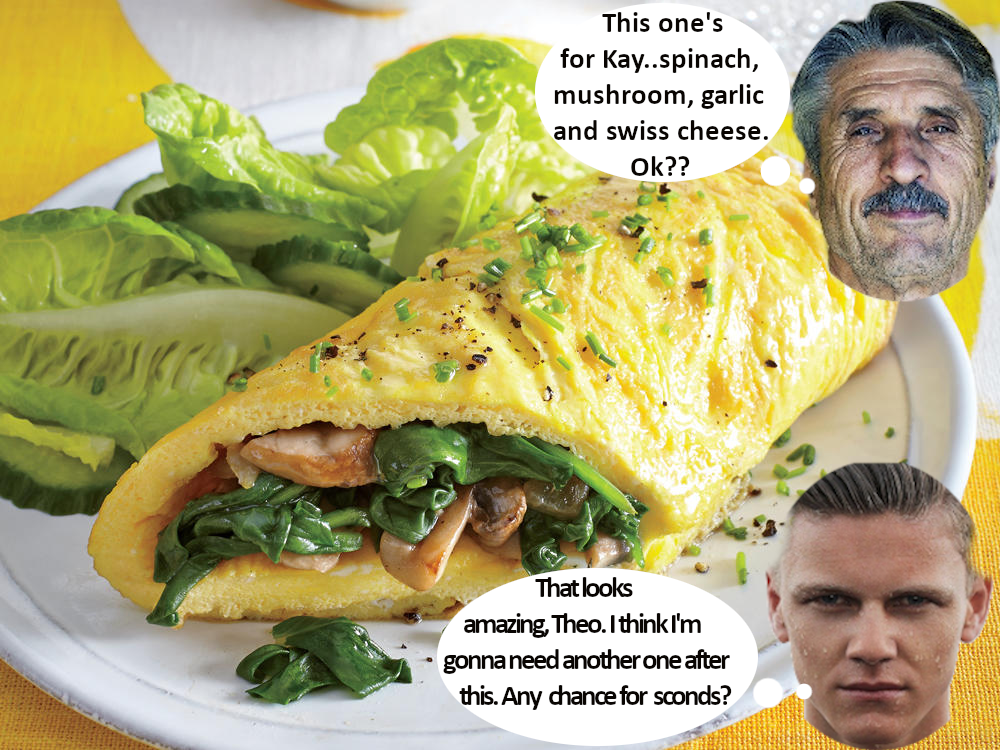 This one's
for Kay..spinach,
mushroom, garlic
and swiss cheese.
Ok??
That looks
amazing, Theo. I think I'm
gonna need another one after
this. Any chance for sconds?